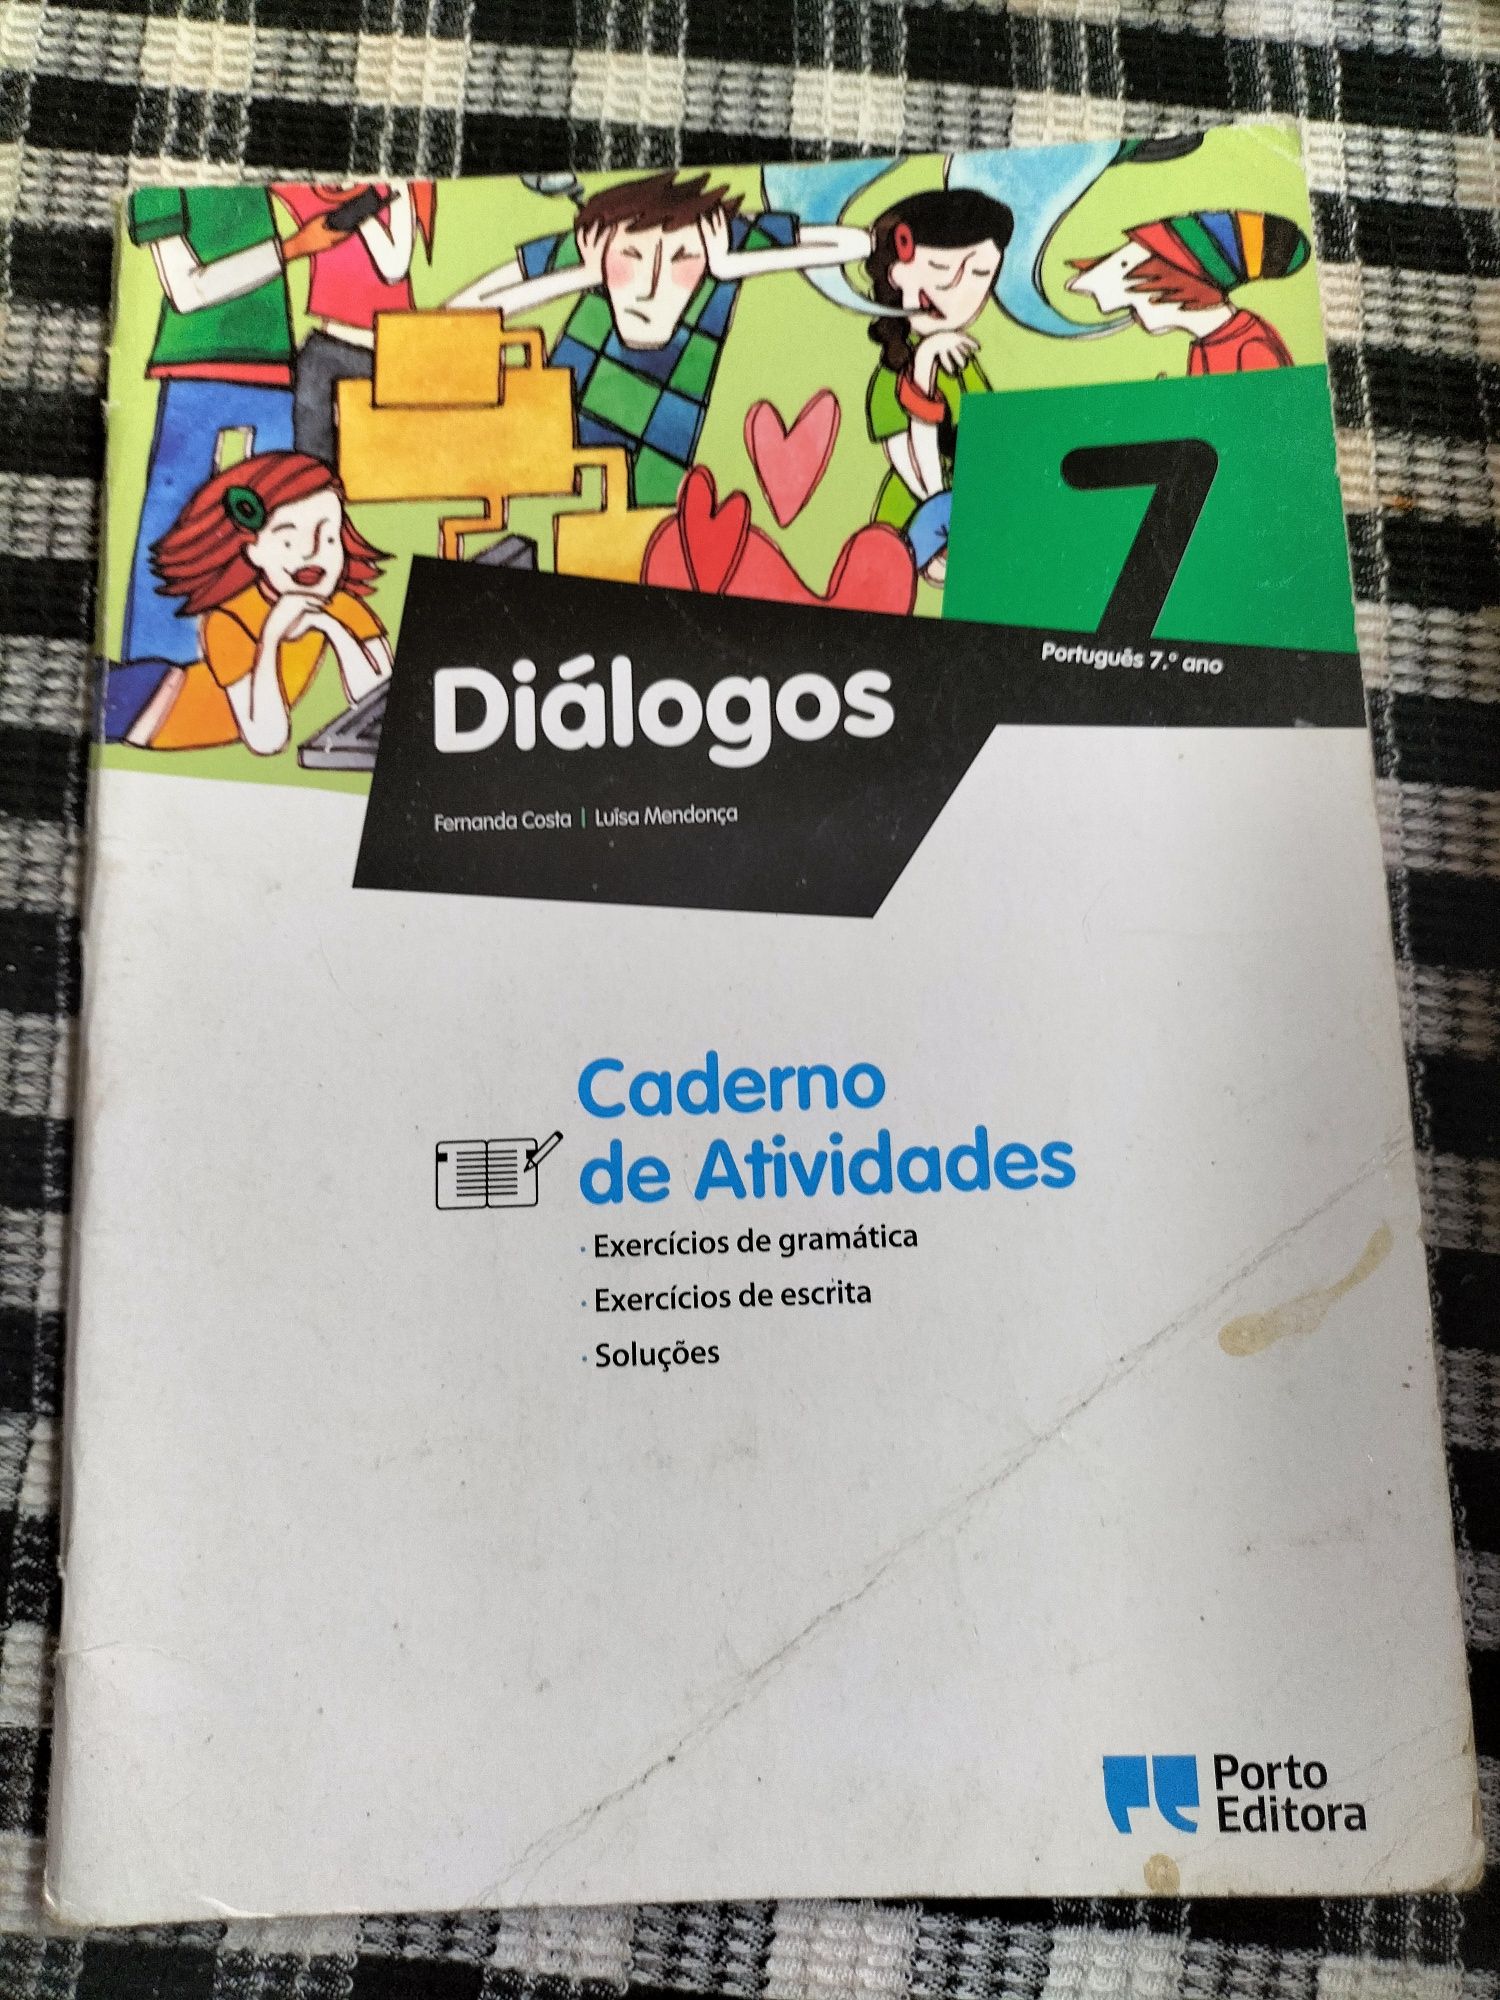 7
Português 7.º ano
Diálogos
Fernanda Costa | Luísa Mendonça
Caderno
de Atividades
· Exercícios de gramática
· Exercícios de escrita
· Soluções
Porto
Editora